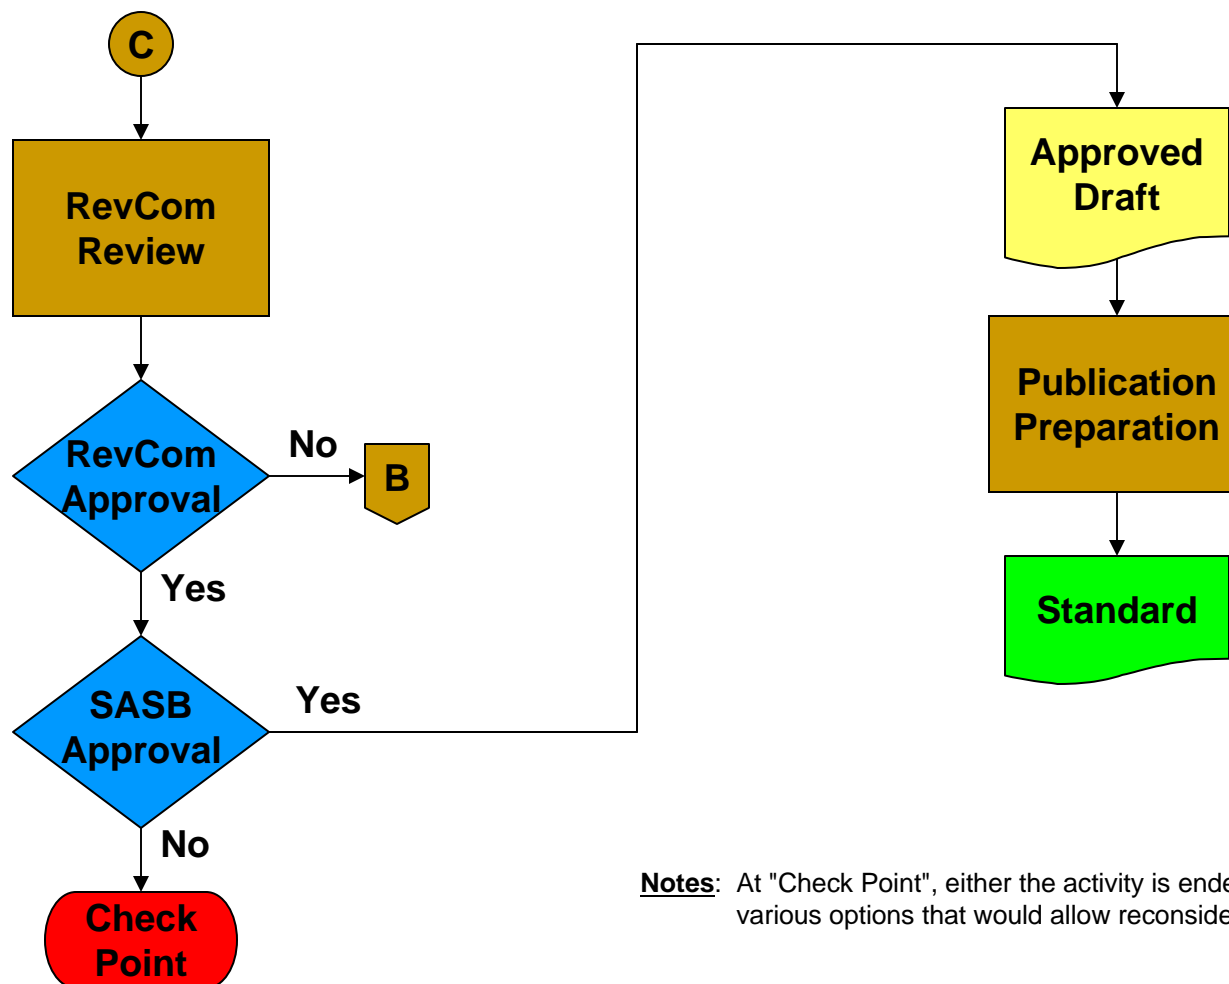 C
RevCom
Review
RevCom
Approval
No
B
Yes
SASB
Approval
Yes
No
Check
Point
Approved
Draft
Publication
Preparation
Standard
Notes: At "Check Point", either the activity is ende
various options that would allow reconside